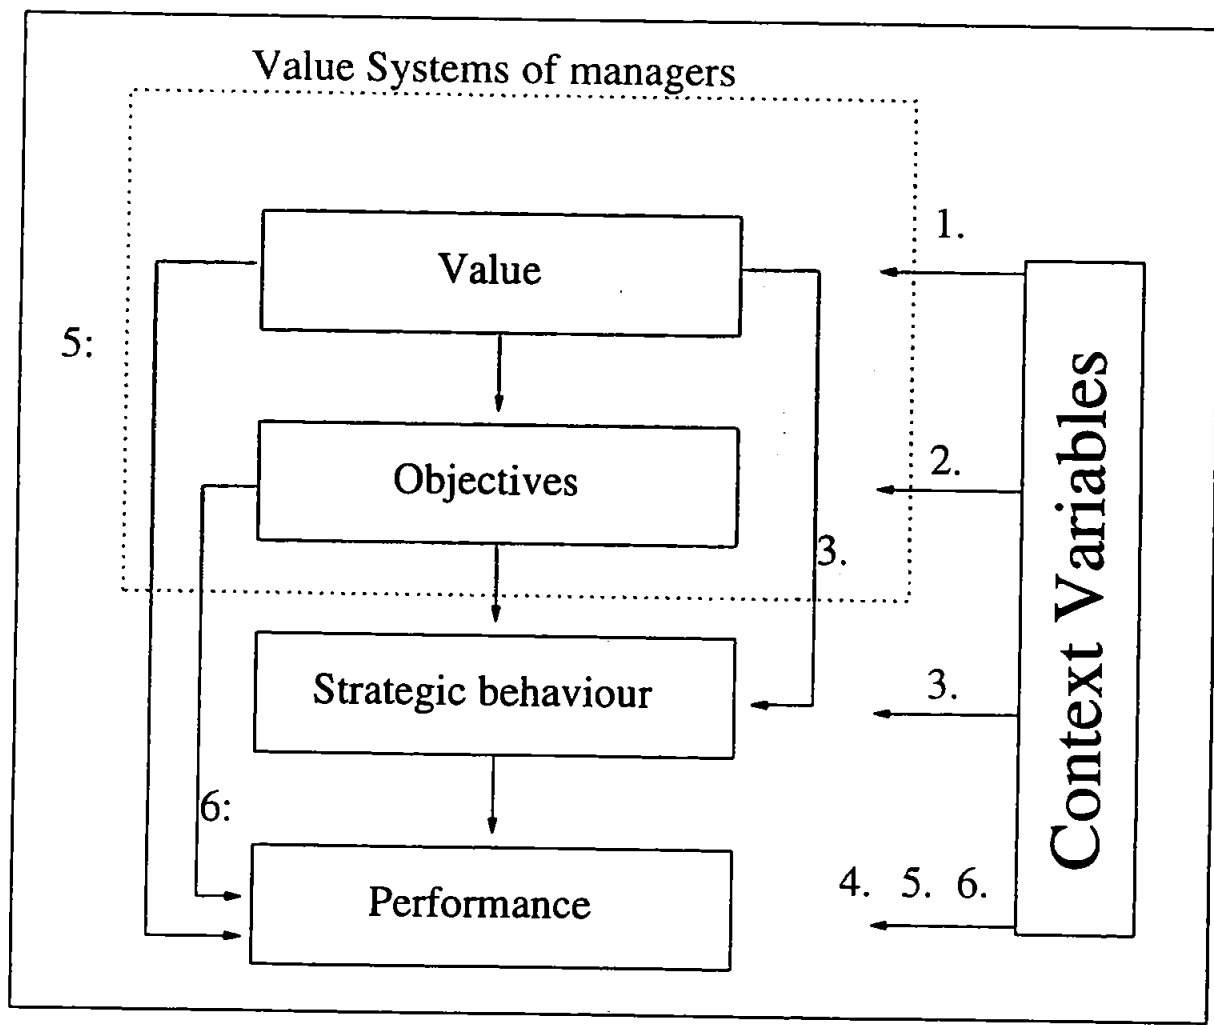 Value Systems of managers
1.
Value
5:
2.
Objectives
3.
3.
Strategic behaviour
6:
4. 5. 6.
Performance
Context Variables